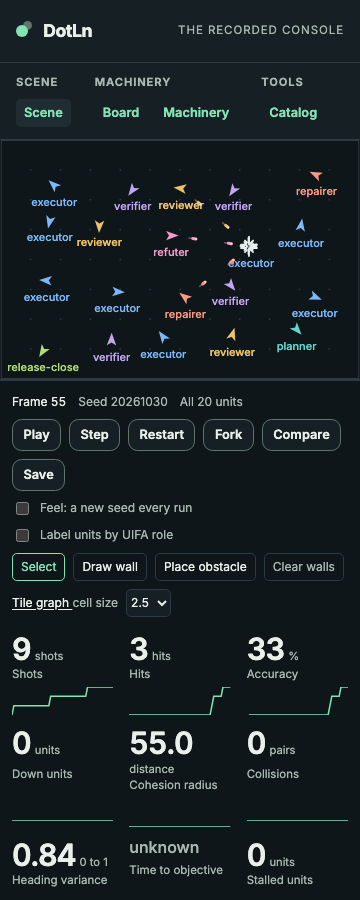 DotLn THE RECORDED CONSOLE
SCENE MACHINERY TOOLS
Scene Board Machinery Catalog
repairer
executor verifier reviewer verifier
executor reviewer executor
refuter executor
executor verifier
executor repairer executor
planner
verifier executor reviewer
release-close
Frame 55 Seed 20261030 All 20 units
Play Step Restart Fork Compare
Save
Feel: a new seed every run
Label units by UIFA role
Select Draw wall Place obstacle Clear walls
Tile graph cell size 2.5
9 shots 3 hits 33 %
Shots Hits Accuracy
0 units 55.0 distance 0 pairs
Down units Cohesion radius Collisions
0.84 0 to 1 unknown 0 units
Heading variance Time to objective Stalled units